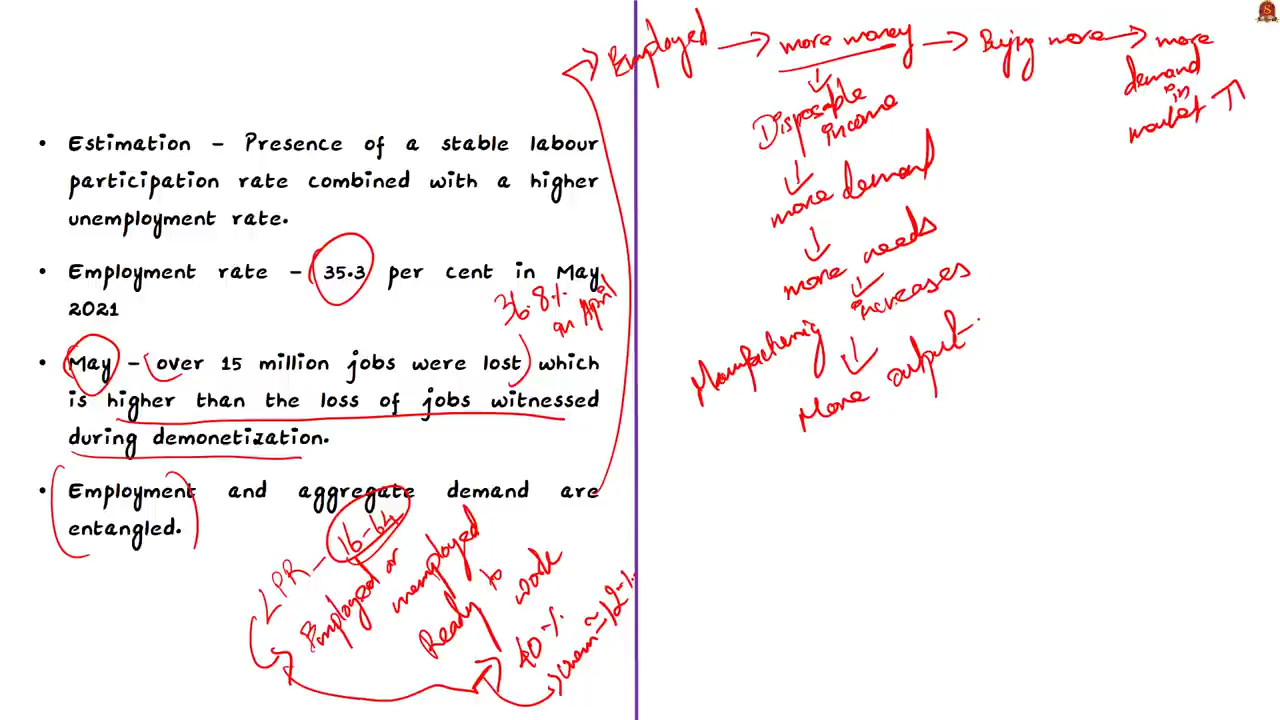 • Estimation – Presence of a stable labour
participation rate combined with a higher
unemployment rate.
• Employment rate – 35.3 per cent in May
2021
36.8%
in April
• May – over 15 million jobs were lost which
is higher than the loss of jobs witnessed
during demonetization.
• Employment and aggregate demand are
entangled.
LPR – 16-64
Employed or
unemployed
Ready to
work
40%
unem ≈ 12%
Employed → more money → Bying more → more
demand
in
market ↑
↓
Disposable
income
↓
more demand
↓
more needs
↓
increases
Manufacturing
↓
More output.